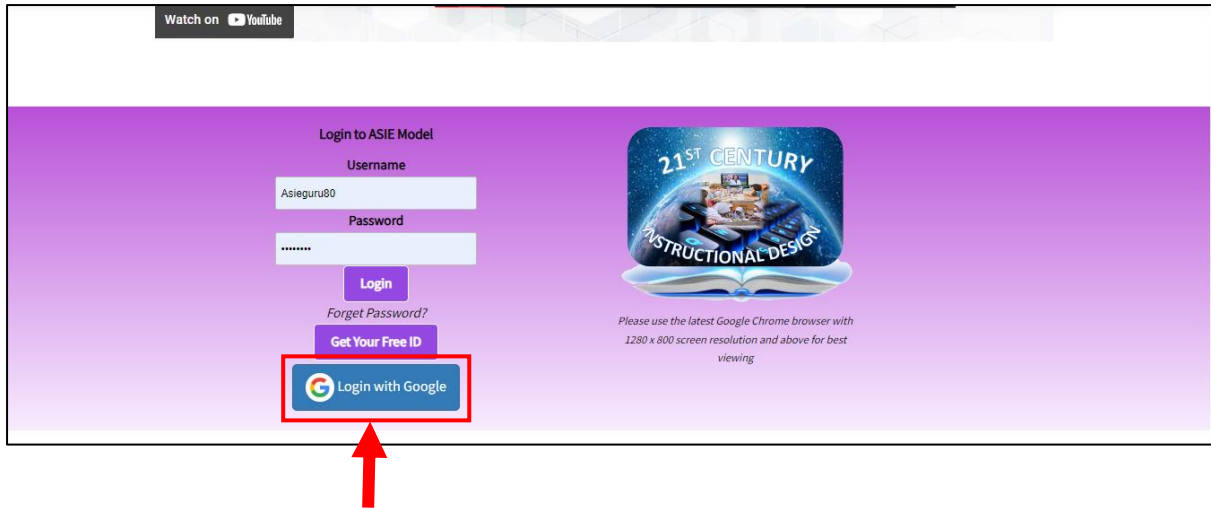 Watch on YouTube
Login to ASIE Model
Username
Asieguru80
Password
........
Login
Forget Password?
Get Your Free ID
Login with Google
21ST CENTURY
INSTRUCTIONAL DESIGN
Please use the latest Google Chrome browser with
1280 x 800 screen resolution and above for best
viewing